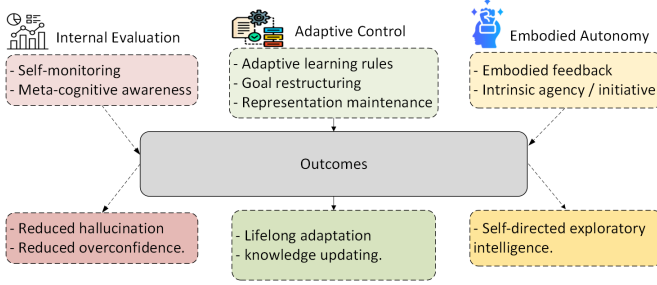 Internal Evaluation
- Self-monitoring
- Meta-cognitive awareness
Adaptive Control
- Adaptive learning rules
- Goal restructuring
- Representation maintenance
Embodied Autonomy
- Embodied feedback
- Intrinsic agency / initiative
Outcomes
- Reduced hallucination
- Reduced overconfidence.
- Lifelong adaptation
- knowledge updating.
- Self-directed exploratory
intelligence.